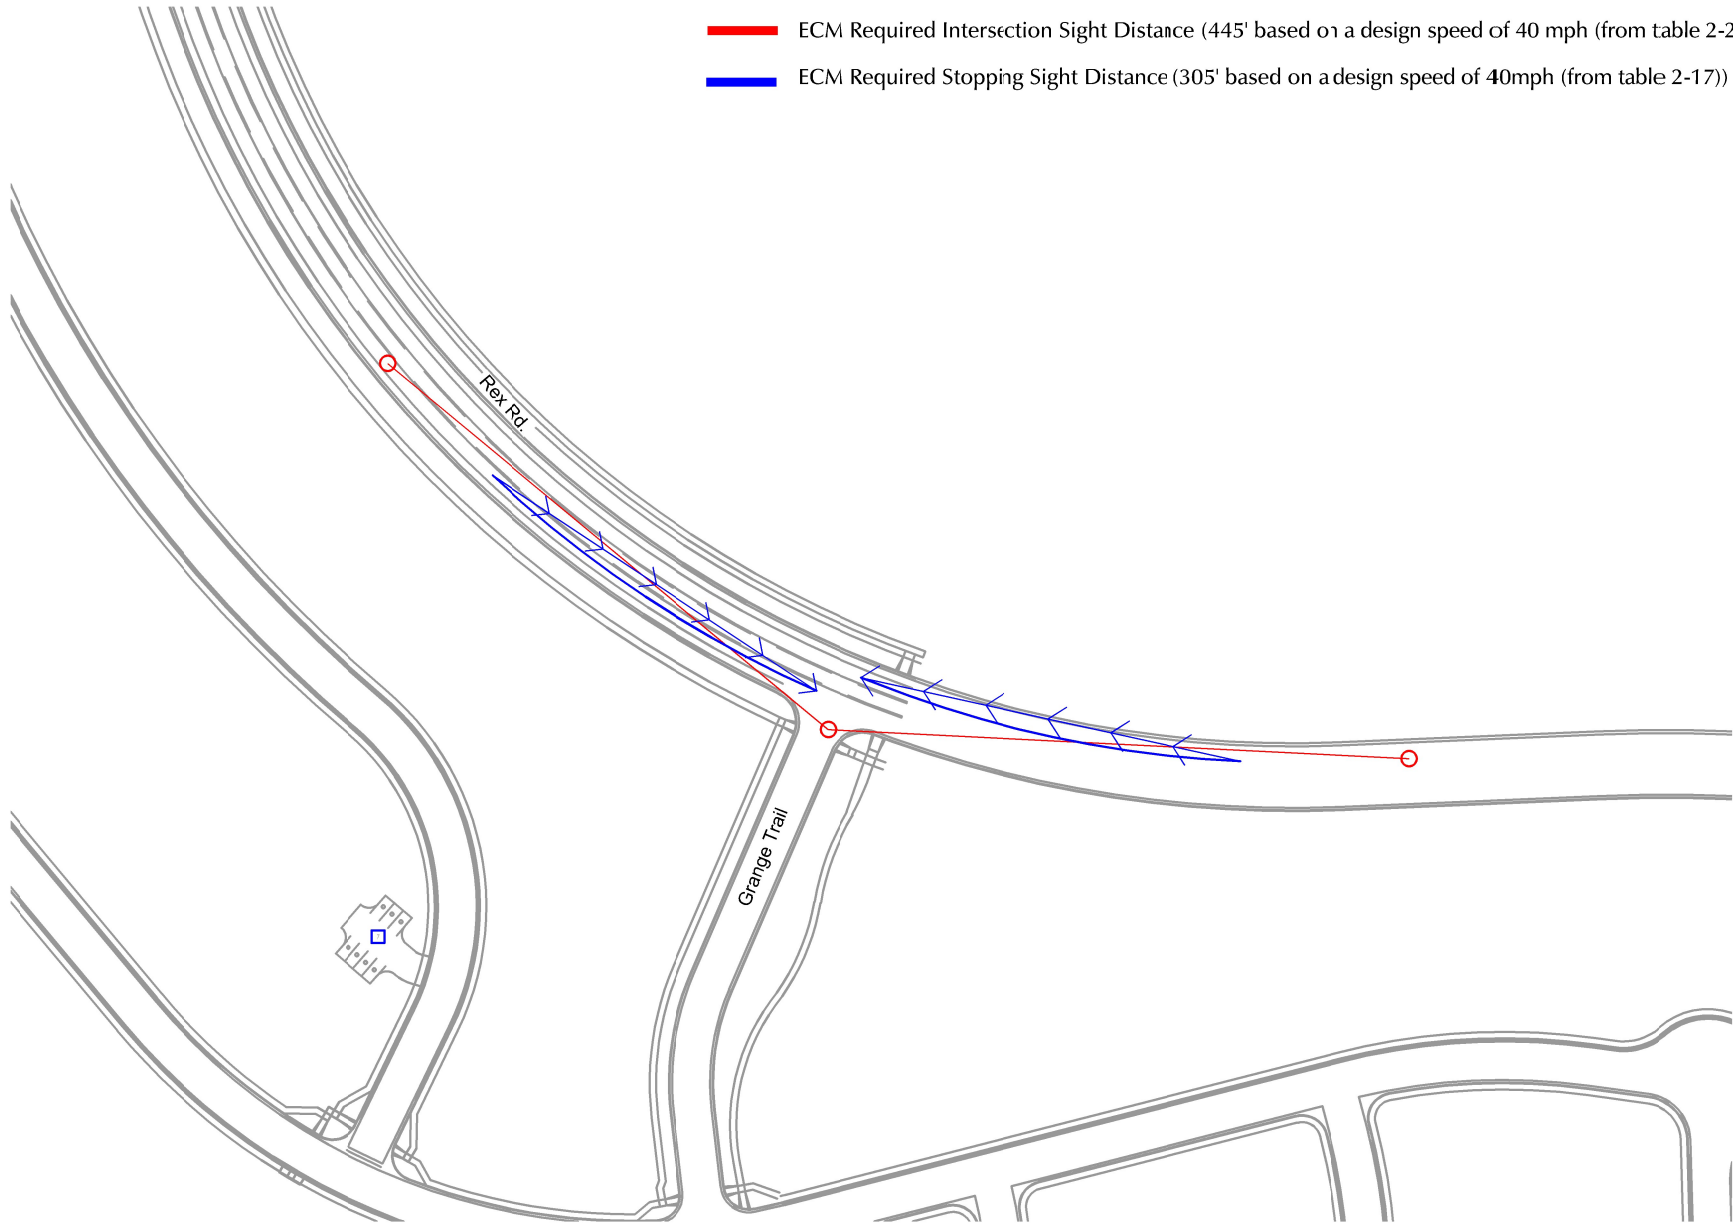 ECM Required Intersection Sight Distance (445' based on a design speed of 40 mph (from table 2-2
ECM Required Stopping Sight Distance (305' based on a design speed of 40mph (from table 2-17))
Rex Rd.
Grange Trail